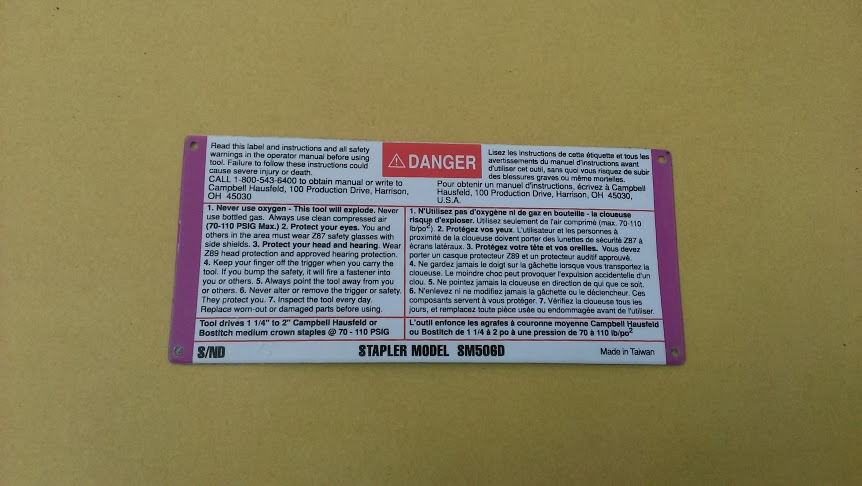 Read this label and instructions and all safety
warnings in the operator manual before using
tool. Failure to follow these instructions could
cause severe injury or death.
CALL 1-800-543-6400 to obtain manual or write to
Campbell Hausfeld, 100 Production Drive, Harrison,
OH 45030
⚠ DANGER
Lisez les instructions de cette étiquette et tous les
avertissements du manuel d'instructions avant
d'utiliser cet outil, sans quoi vous risquez de subir
des blessures graves ou même mortelles.
Pour obtenir un manuel d'instructions, écrivez à Campbell
Hausfeld, 100 Production Drive, Harrison, OH 45030,
U.S.A.
1. Never use oxygen - This tool will explode. Never
use bottled gas. Always use clean compressed air
(70-110 PSIG Max.) 2. Protect your eyes. You and
others in the area must wear Z87 safety glasses with
side shields. 3. Protect your head and hearing. Wear
Z89 head protection and approved hearing protection.
4. Keep your finger off the trigger when you carry the
tool. If you bump the safety, it will fire a fastener into
you or others. 5. Always point the tool away from you
or others. 6. Never alter or remove the trigger or safety.
They protect you. 7. Inspect the tool every day.
Replace worn-out or damaged parts before using.
1. N'Utilizez pas d'oxygène ni de gaz en bouteille - la cloueuse
risque d'exploser. Utilizez seulement de l'air comprimé (max. 70-110
lb/po²). 2. Protégez vos yeux. L'utilisateur et les personnes à
proximité de la cloueuse doivent porter des lunettes de sécurité Z87 à
écrans latéraux. 3. Protégez votre tête et vos oreilles. Vous devez
porter un casque protecteur Z89 et un protecteur auditif approuvé.
4. Ne gardez jamais le doigt sur la gâchette lorsque vous transportez la
cloueuse. Le moindre choc peut provoquer l'expulsion accidentelle d'un
clou. 5. Ne pointez jamais la cloueuse en direction de qui que ce soit.
6. N'enlevez ni ne modifiez jamais la gâchette ou le déclencheur. Ces
composants servent à vous protéger. 7. Vérifiez la cloueuse tous les
jours, et remplacez toute pièce usée ou endommagée avant de l'utiliser.
Tool drives 1 1/4" to 2" Campbell Hausfeld or
Bostitch medium crown staples @ 70 - 110 PSIG
L'outil enfonce les agrafes à couronne moyenne Campbell Hausfeld
ou Bostitch de 1 1/4 à 2 po à une pression de 70 à 110 lb/po²
S/ND
STAPLER MODEL SM506D
Made in Taiwan